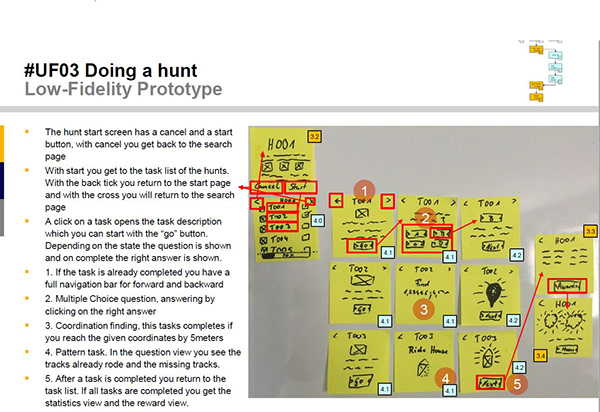 #UF03 Doing a hunt
Low-Fidelity Prototype
The hunt start screen has a cancel and a start
button, with cancel you get back to the search
page
With start you get to the task list of the hunts.
With the back tick you return to the start page
and with the cross you will return to the search
page
A click on a task opens the task description
which you can start with the “go” button.
Depending on the state the question is shown
and on complete the right answer is shown.
1. If the task is already completed you have a
full navigation bar for forward and backward
2. Multiple Choice question, answering by
clicking on the right answer
3. Coordination finding, this tasks completes if
you reach the given coordinates by 5meters
4. Pattern task. In the question view you see the
tracks already rode and the missing tracks.
5. After a task is completed you return to the
task list. If all tasks are completed you get the
statistics view and the reward view.
3.2
H001
Cancel Start
< H001 X
T001
T002
T003
T004
T005
4.0
1
← T001 >
Go!
4.1
T001
2
4.1
< T001 >
Next!
4.2
T002
Go!
4.1
< T002
Find
3
4.1
T002
Next!
4.2
T003
Go!
4.1
< T003
Ride House
4
4.1
T003
Next!
5
4.2
3.3
< H001
H001
3.4